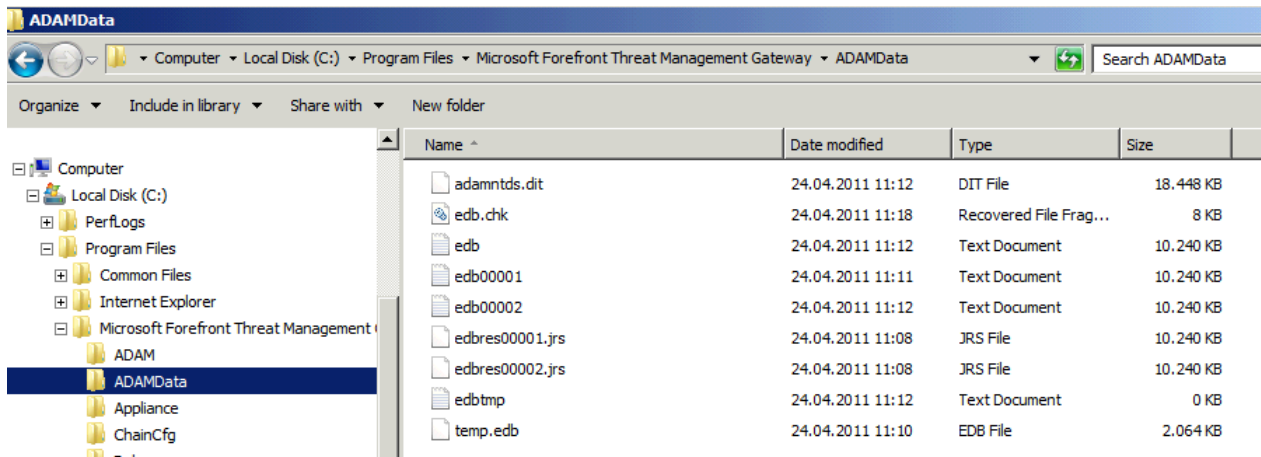 ADAMData
Computer Local Disk (C:) Program Files Microsoft Forefront Threat Management Gateway ADAMData Search ADAMData
Organize Include in library Share with New folder
Name Date modified Type Size
Computer
Local Disk (C:)
PerfLogs
Program Files
Common Files
Internet Explorer
Microsoft Forefront Threat Management
ADAM
ADAMData
Appliance
ChainCfg
adamntds.dit 24.04.2011 11:12 DIT File 18.448 KB
edb.chk 24.04.2011 11:18 Recovered File Frag... 8 KB
edb 24.04.2011 11:12 Text Document 10.240 KB
edb00001 24.04.2011 11:11 Text Document 10.240 KB
edb00002 24.04.2011 11:12 Text Document 10.240 KB
edbres00001.jrs 24.04.2011 11:08 JRS File 10.240 KB
edbres00002.jrs 24.04.2011 11:08 JRS File 10.240 KB
edbtmp 24.04.2011 11:12 Text Document 0 KB
temp.edb 24.04.2011 11:10 EDB File 2.064 KB